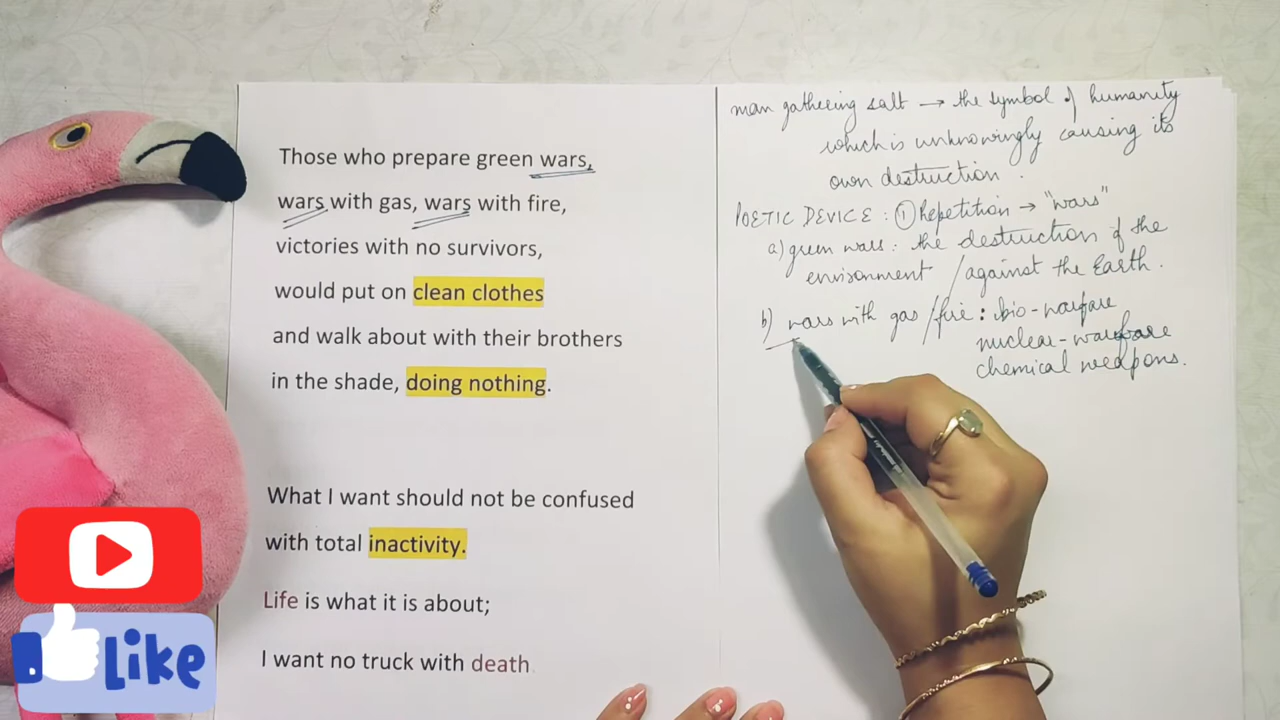 Those who prepare green wars,
wars with gas, wars with fire,
victories with no survivors,
would put on clean clothes
and walk about with their brothers
in the shade, doing nothing.
What I want should not be confused
with total inactivity.
Life is what it is about;
I want no truck with death.
man gathering salt → the symbol of humanity
which is unknowingly causing its
own destruction.
POETIC DEVICE: ① Repetition → "wars"
a) green wars: the destruction of the
environment / against the Earth.
b) wars with gas / fire: bio-warfare
nuclear-warfare
chemical weapons.
Like